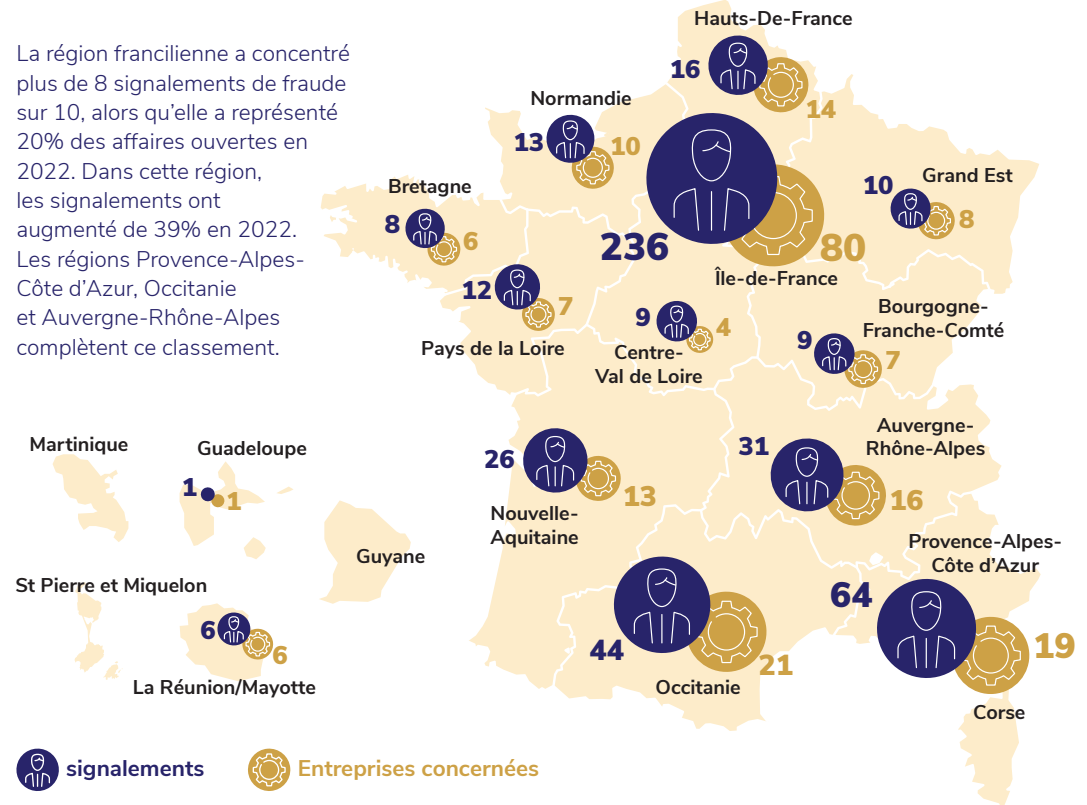 La région francilienne a concentré
plus de 8 signalements de fraude
sur 10, alors qu’elle a représenté
20% des affaires ouvertes en
2022. Dans cette région,
les signalements ont
augmenté de 39% en 2022.
Les régions Provence-Alpes-
Côte d’Azur, Occitanie
et Auvergne-Rhône-Alpes
complètent ce classement.
Hauts-De-France
16
14
Normandie
13
10
Bretagne
8
6
236
80
Île-de-France
Grand Est
10
8
12
7
Pays de la Loire
9
4
Centre-
Val de Loire
Bourgogne-
Franche-Comté
9
7
Auvergne-
Rhône-Alpes
31
16
26
13
Nouvelle-
Aquitaine
Provence-Alpes-
Côte d’Azur
64
19
44
21
Occitanie
Corse
Martinique
Guadeloupe
1
1
Guyane
St Pierre et Miquelon
6
6
La Réunion/Mayotte
signalements
Entreprises concernées